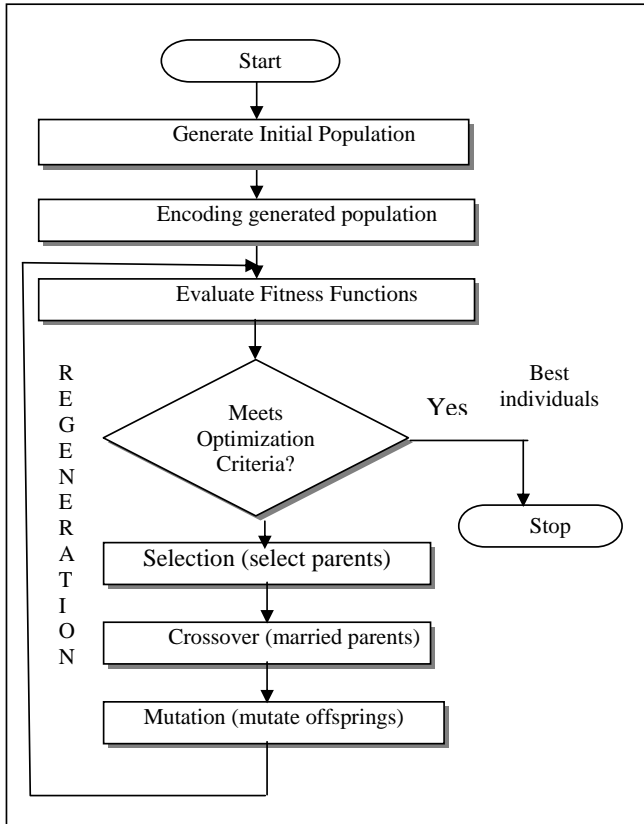 Start
Generate Initial Population
Encoding generated population
Evaluate Fitness Functions
REGENERATION
Meets
Optimization
Criteria?
Yes
Best
individuals
Stop
Selection (select parents)
Crossover (married parents)
Mutation (mutate offsprings)